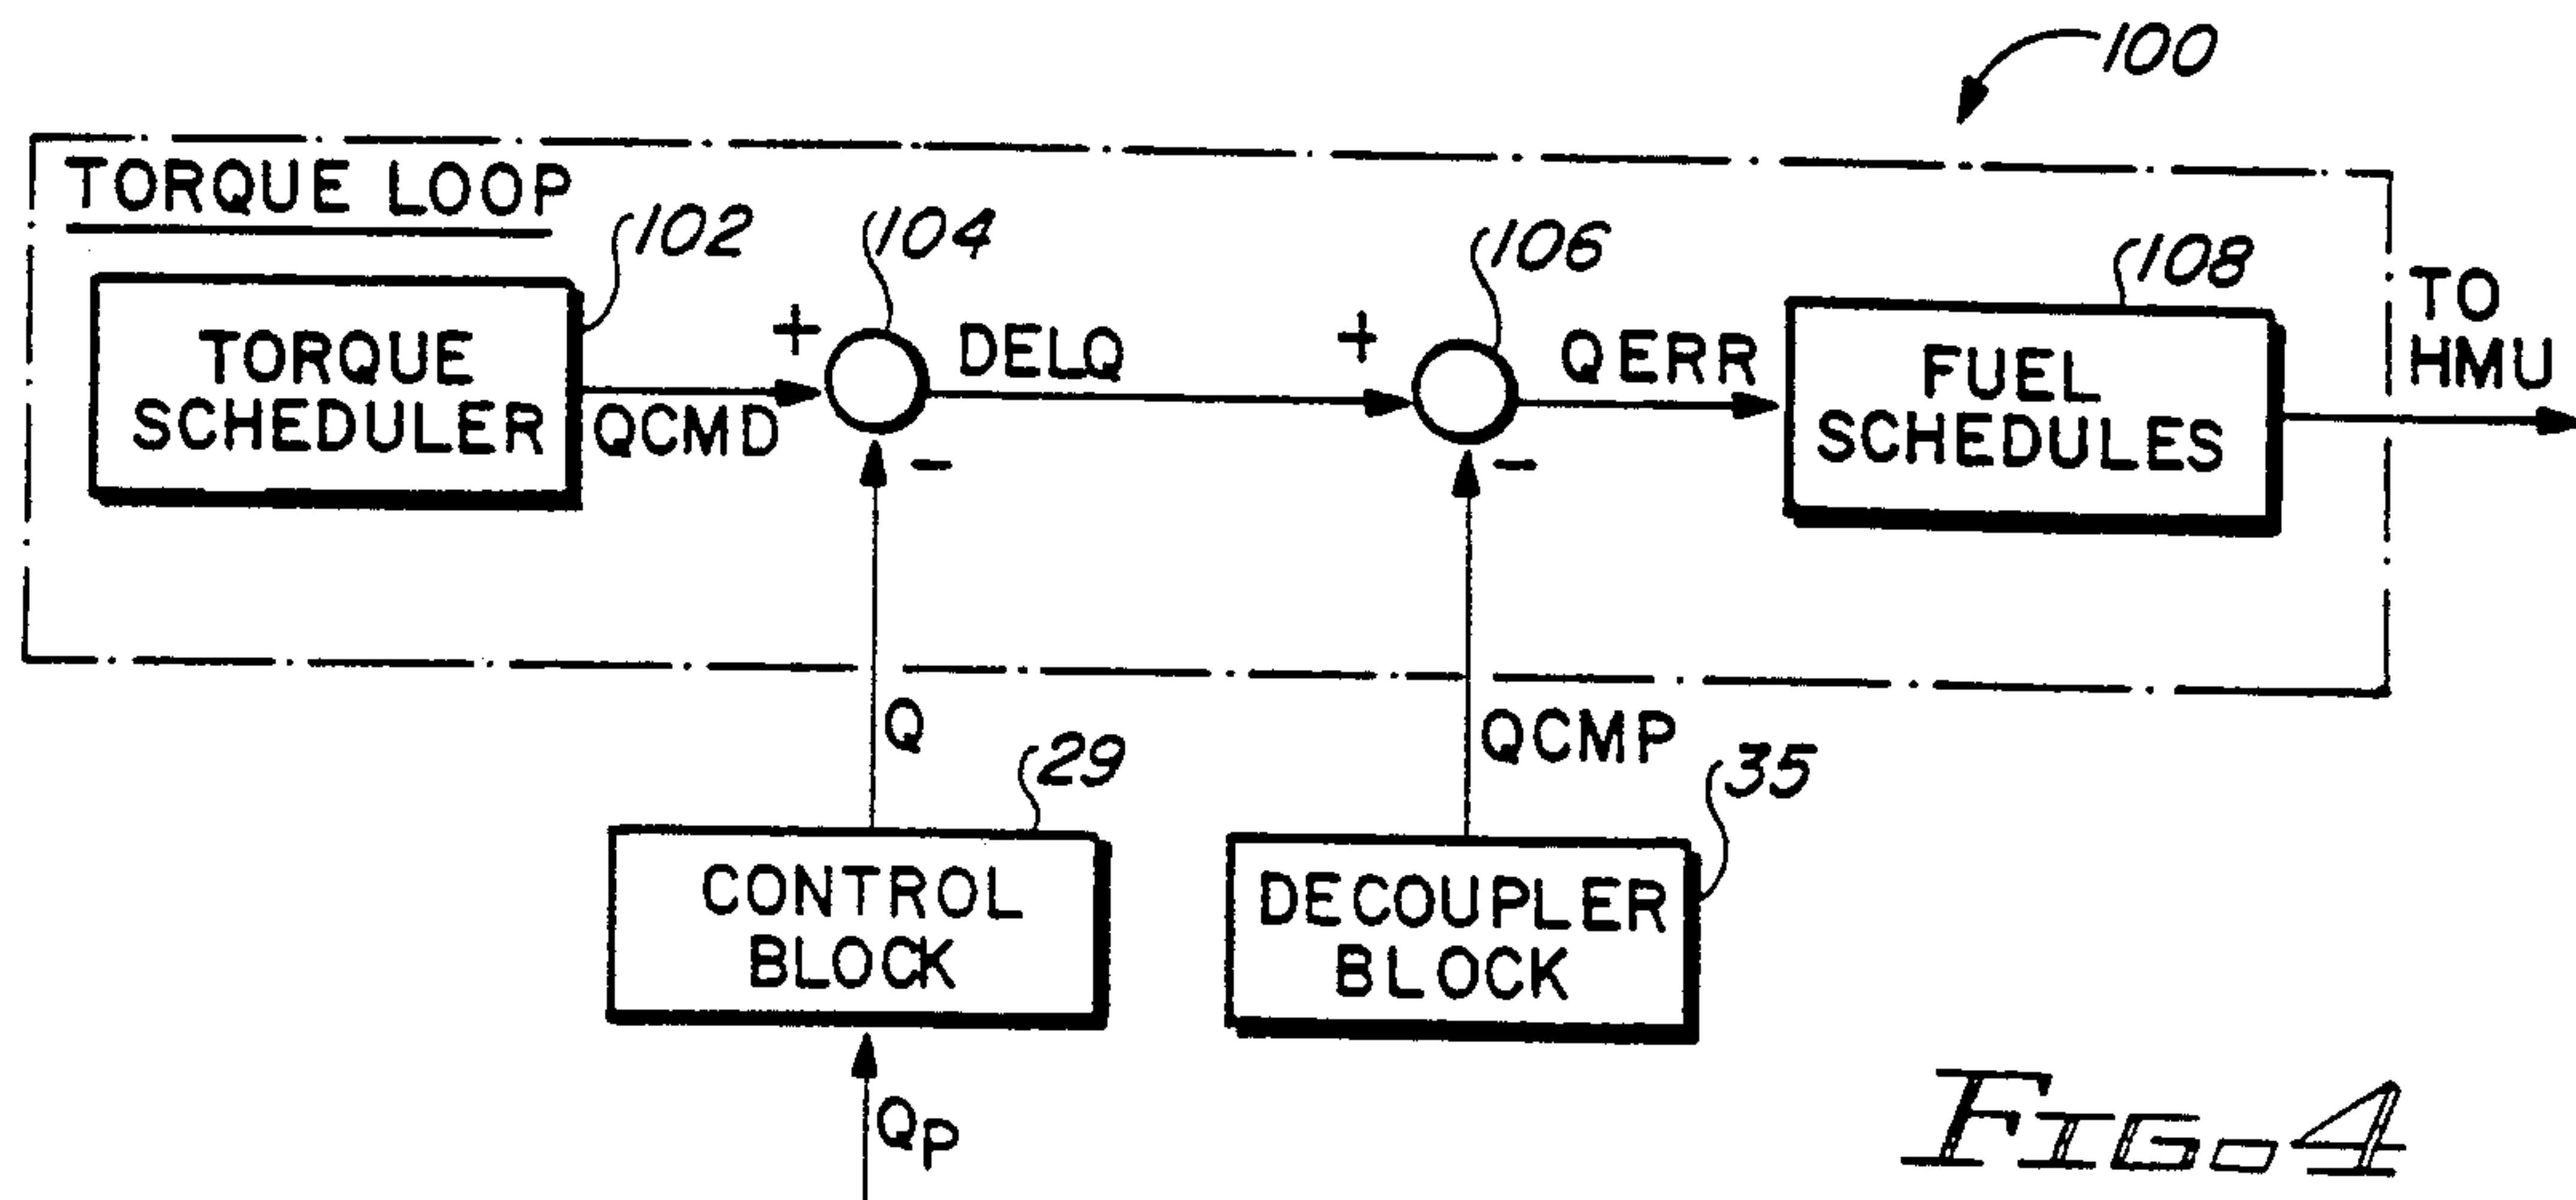 100
TORQUE LOOP
102
104
106
108
TORQUE
SCHEDULER
QCMD
+
-
DELQ
+
-
QERR
FUEL
SCHEDULES
TO
HMU
Q
QCMP
29
35
CONTROL
BLOCK
DECOUPLER
BLOCK
QP
FIG. 4